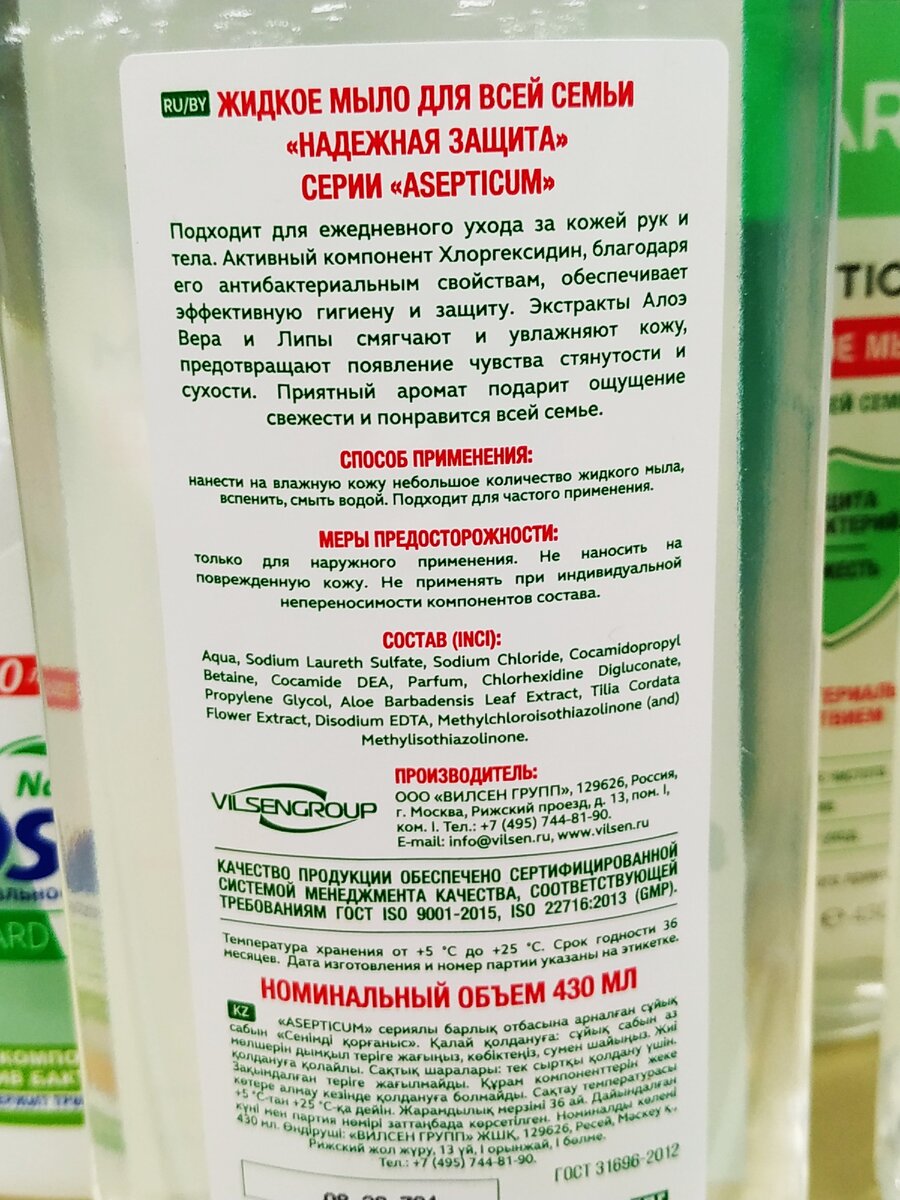 RU/BY ЖИДКОЕ МЫЛО ДЛЯ ВСЕЙ СЕМЬИ
«НАДЕЖНАЯ ЗАЩИТА»
СЕРИИ «ASEPTICUM»
Подходит для ежедневного ухода за кожей рук и
тела. Активный компонент Хлоргексидин, благодаря
его антибактериальным свойствам, обеспечивает
эффективную гигиену и защиту. Экстракты Алоэ
Вера и Липы смягчают и увлажняют кожу,
предотвращают появление чувства стянутости и
сухости. Приятный аромат подарит ощущение
свежести и понравится всей семье.
СПОСОБ ПРИМЕНЕНИЯ:
нанести на влажную кожу небольшое количество жидкого мыла,
вспенить, смыть водой. Подходит для частого применения.
МЕРЫ ПРЕДОСТОРОЖНОСТИ:
только для наружного применения. Не наносить на
поврежденную кожу. Не применять при индивидуальной
непереносимости компонентов состава.
СОСТАВ (INCI):
Aqua, Sodium Laureth Sulfate, Sodium Chloride, Cocamidopropyl
Betaine, Cocamide DEA, Parfum, Chlorhexidine Digluconate,
Propylene Glycol, Aloe Barbadensis Leaf Extract, Tilia Cordata
Flower Extract, Disodium EDTA, Methylchloroisothiazolinone (and)
Methylisothiazolinone.
VILSENGROUP
ПРОИЗВОДИТЕЛЬ:
ООО «ВИЛСЕН ГРУПП», 129626, Россия,
г. Москва, Рижский проезд, д. 13, пом. I,
ком. I. Тел.: +7 (495) 744-81-90.
E-mail: info@vilsen.ru, www.vilsen.ru
КАЧЕСТВО ПРОДУКЦИИ ОБЕСПЕЧЕНО СЕРТИФИЦИРОВАННОЙ
СИСТЕМОЙ МЕНЕДЖМЕНТА КАЧЕСТВА, СООТВЕТСТВУЮЩЕЙ
ТРЕБОВАНИЯМ ГОСТ ISO 9001-2015, ISO 22716:2013 (GMP).
Температура хранения от +5 °C до +25 °C. Срок годности 36
месяцев. Дата изготовления и номер партии указаны на этикетке.
НОМИНАЛЬНЫЙ ОБЪЕМ 430 МЛ
KZ «ASEPTICUM» сериялы барлық отбасына арналған сұйық
сабын «Сенімді қорғаныс». Қалай қолдануға: сұйық сабын аз
мөлшерін дымқыл теріге жағыңыз, көбіктеңіз, сумен шайыңыз. Жиі
қолдануға қолайлы. Сақтық шаралары: тек сыртқы қолдану үшін.
Зақымдалған теріге жағылмайды. Құрам компоненттерін жеке
көтере алмау кезінде қолдануға болмайды. Сақтау температурасы
+5 °C-тан +25 °C-қа дейін. Жарандылық мерзімі 36 ай. Дайындалған
күні мен партия нөмірі заттаңбада көрсетілген. Номиналды көлемі
430 мл. Өндіруші: «ВИЛСЕН ГРУПП» ЖШҚ, 129626, Ресей, Мәскеу қ.,
Рижский жол жүру, 13 үй, I орынжай, I бөлме.
Тел.: +7 (495) 744-81-90.
ГОСТ 31696-2012